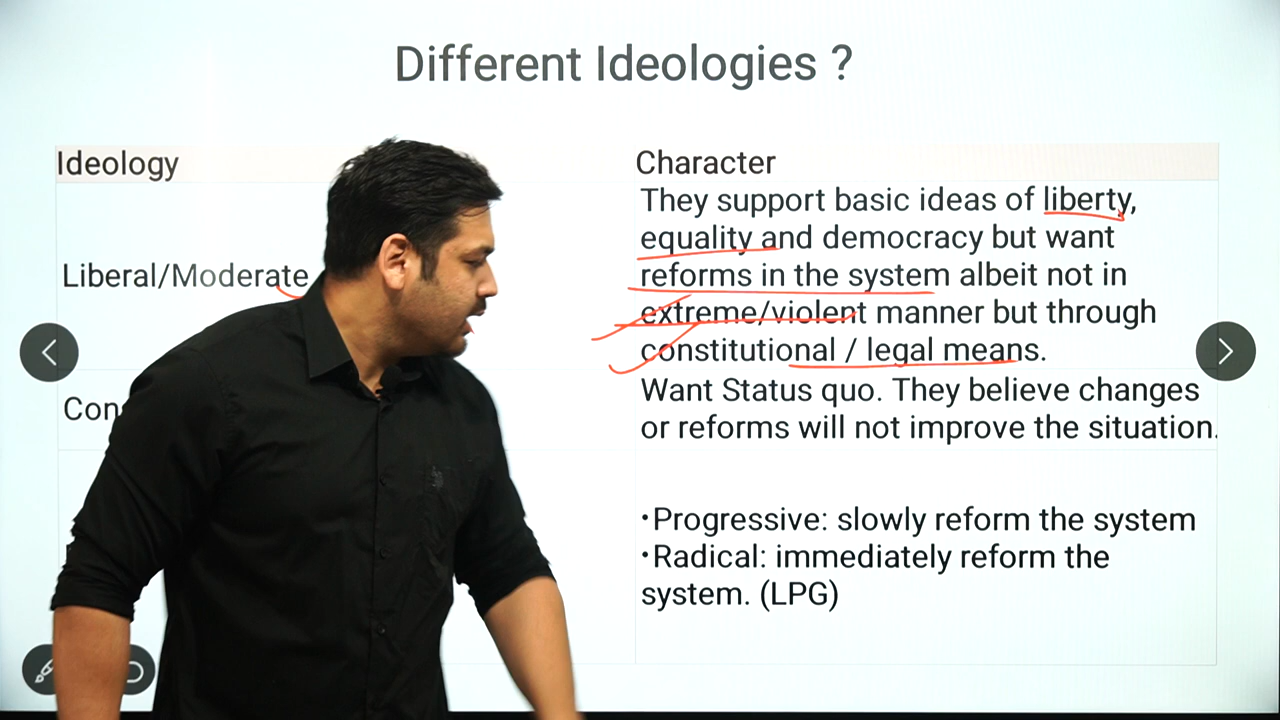 Different Ideologies ?
Ideology
Character
Liberal/Moderate
They support basic ideas of liberty,
equality and democracy but want
reforms in the system albeit not in
extreme/violent manner but through
constitutional / legal means.
Want Status quo. They believe changes
or reforms will not improve the situation.
•Progressive: slowly reform the system
•Radical: immediately reform the
system. (LPG)